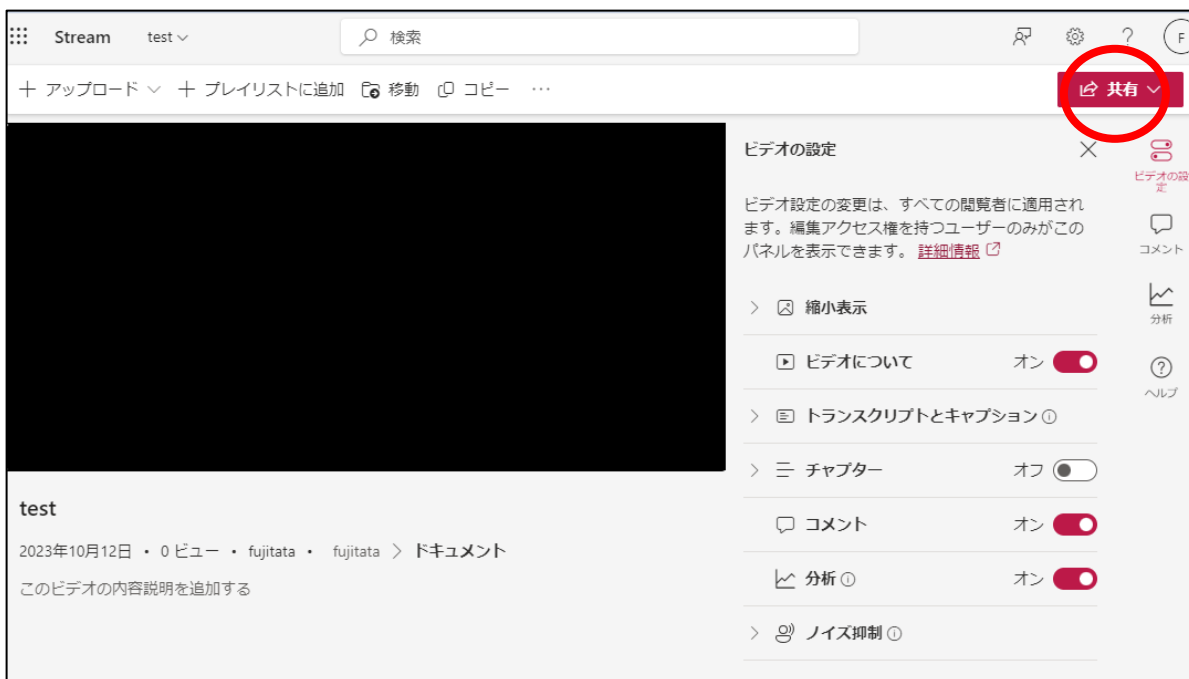 Stream test 検索 F
アップロード プレイリストに追加 移動 コピー … 共有
ビデオの設定
ビデオ設定の変更は、すべての閲覧者に適用され
ます。編集アクセス権を持つユーザーのみがこの
パネルを表示できます。 詳細情報
縮小表示
ビデオについて オン
トランスクリプトとキャプション
チャプター オフ
コメント オン
分析 オン
ノイズ抑制
ビデオの設
定
コメント
分析
ヘルプ
test
2023年10月12日 • 0 ビュー • fujitata • fujitata > ドキュメント
このビデオの内容説明を追加する